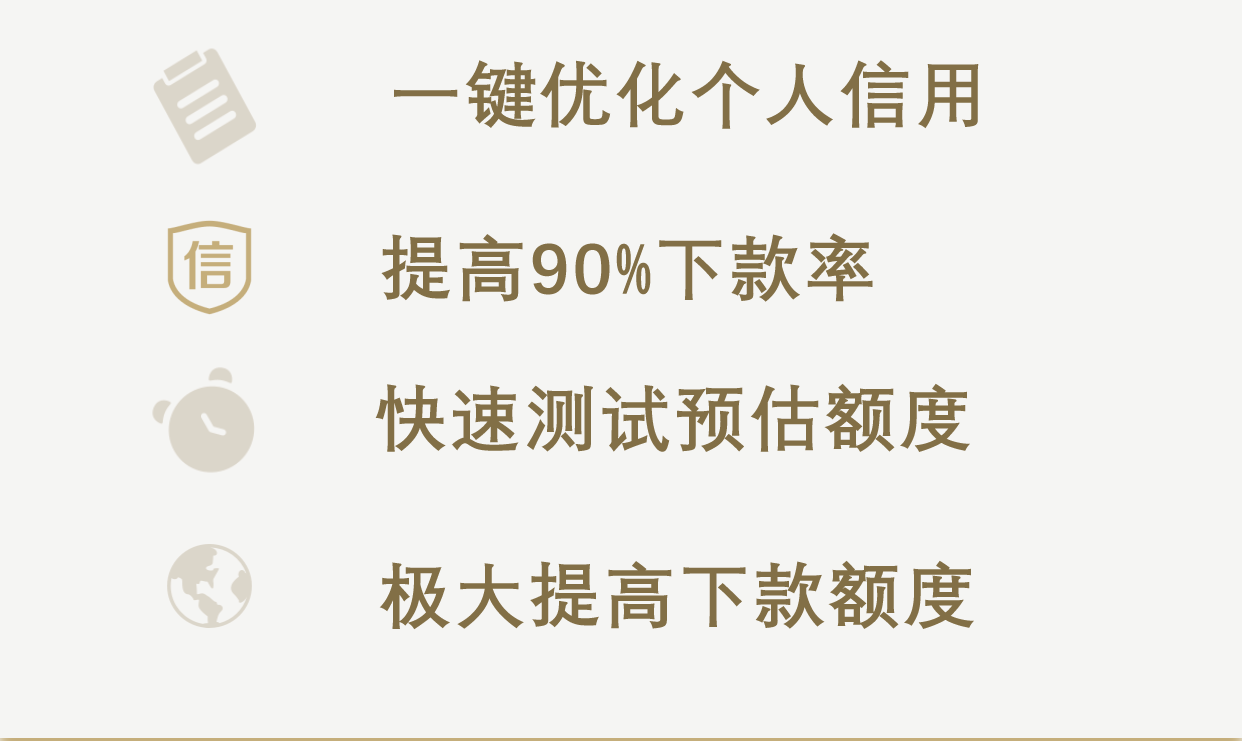 一键优化个人信用
信
提高90%下款率
快速测试预估额度
极大提高下款额度